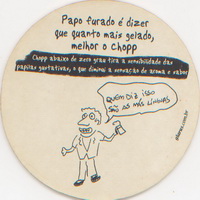 Papo furado é dizer
que quanto mais gelado,
melhor o chopp
Chopp abaixo de zero grau tira a sensibilidade das
papilas gustativas, o que diminui a sensação de aroma e sabor
QUEM DIZ ISSO
SÃO AS MÁS LÍNGUAS